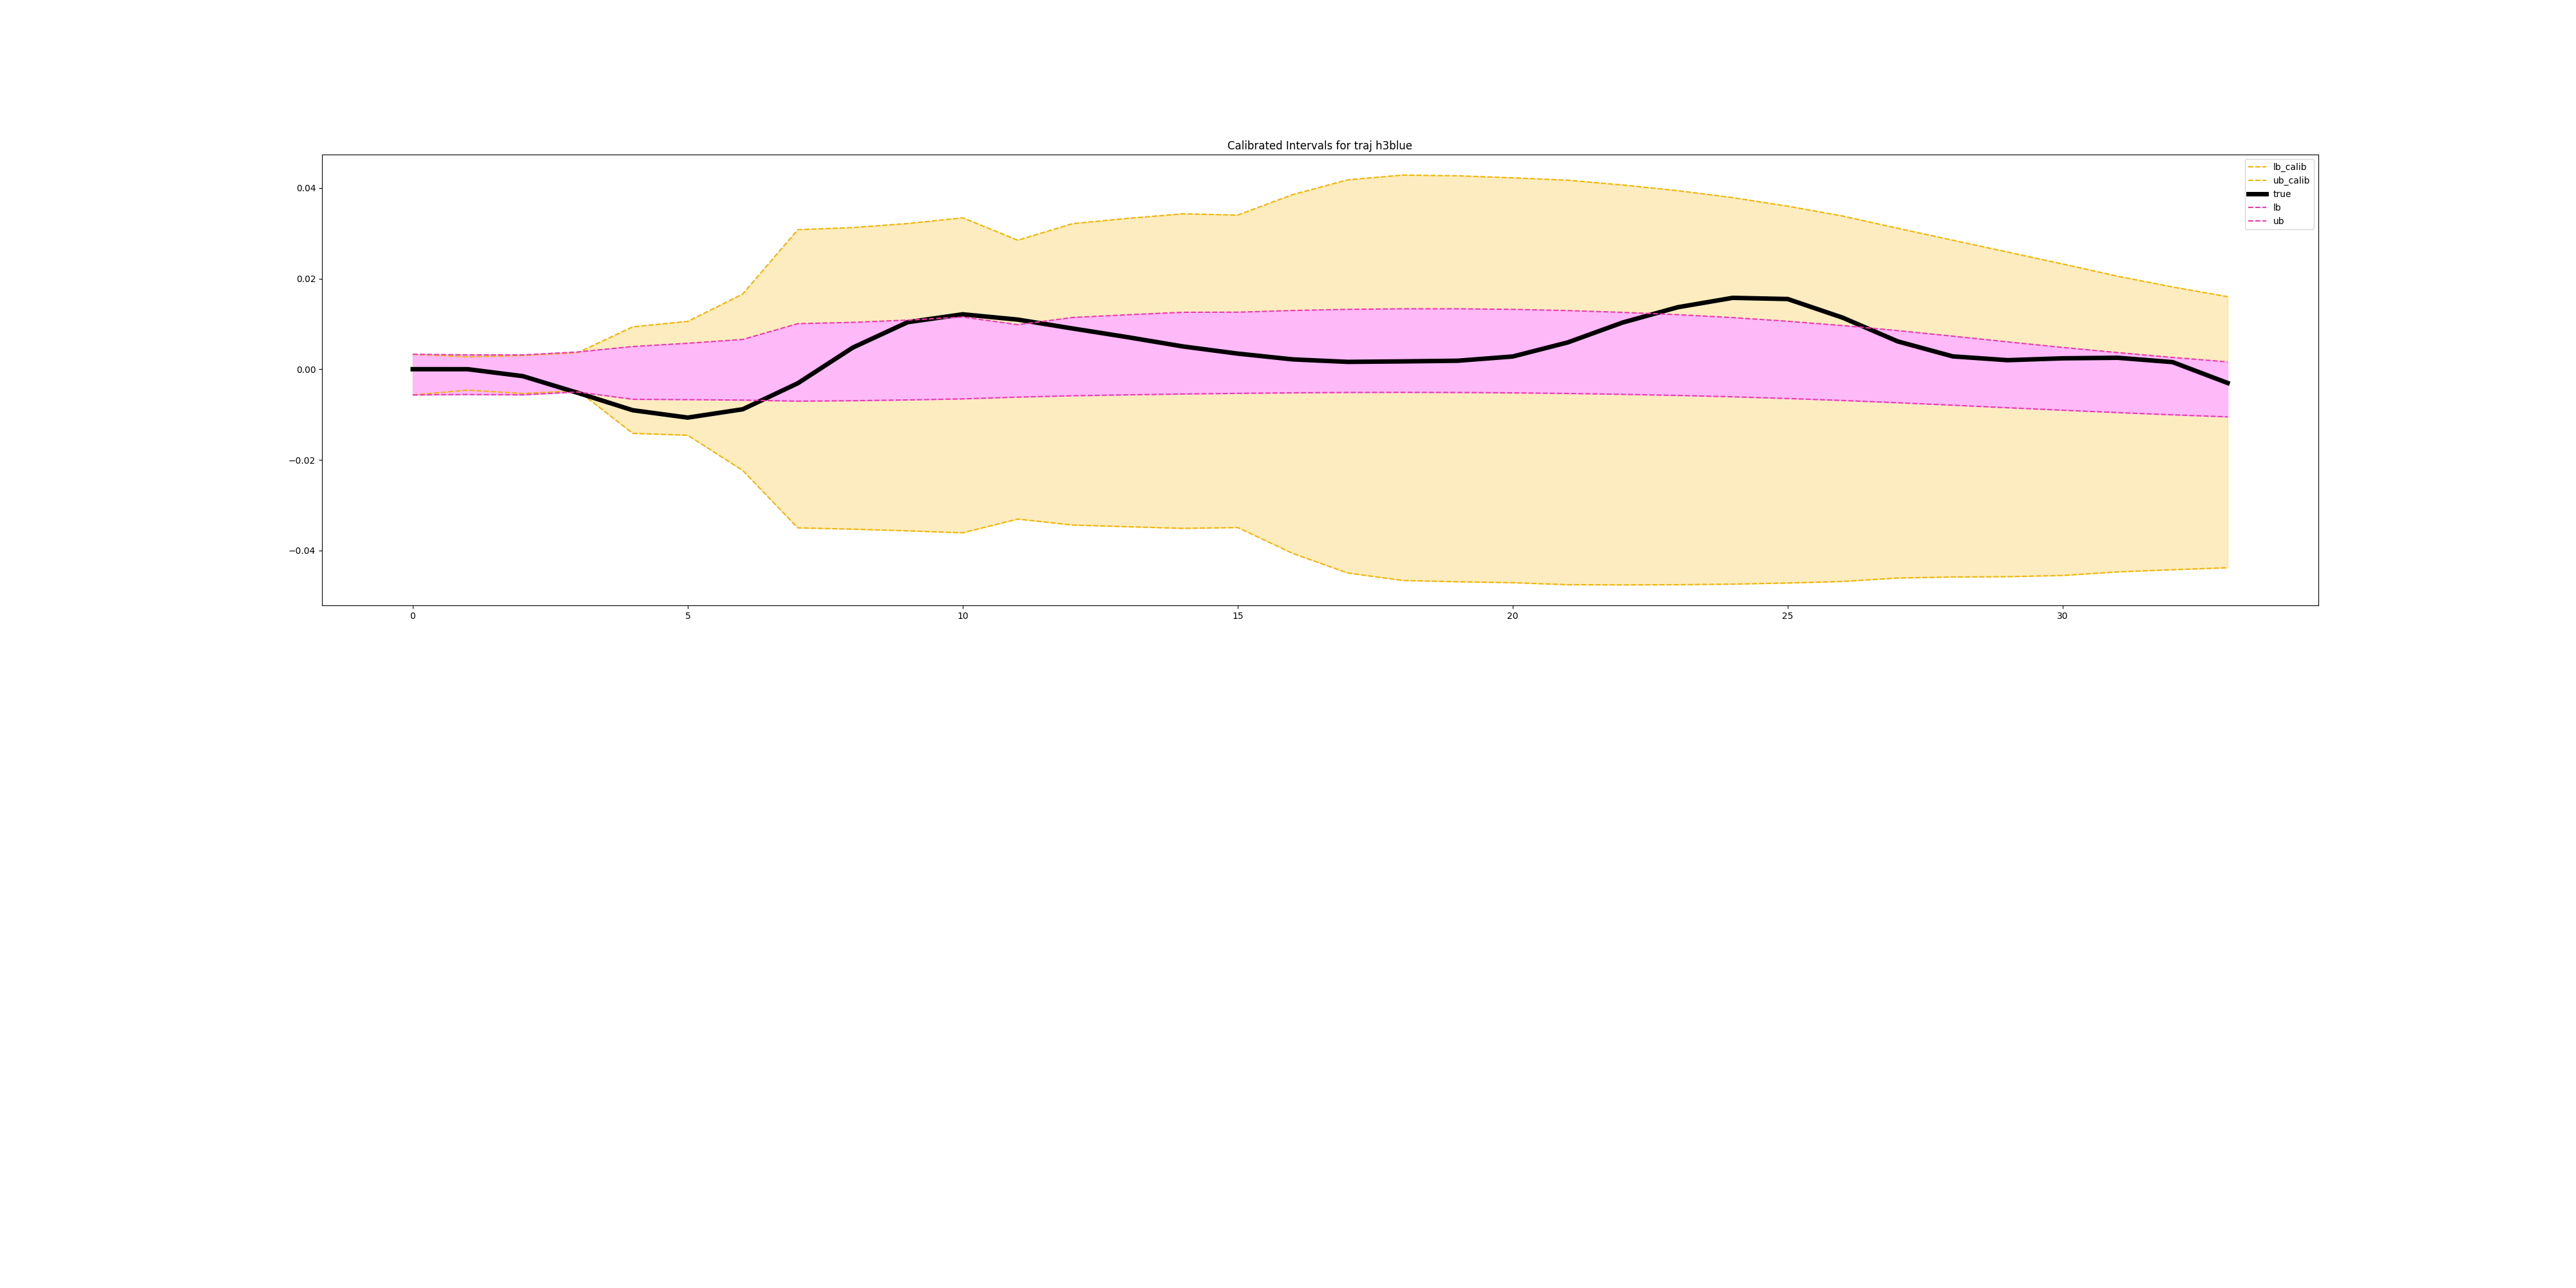 Calibrated Intervals for traj h3blue
lb_calib
ub_calib
true
lb
ub
0.04
0.02
0.00
−0.02
−0.04
0 5 10 15 20 25 30